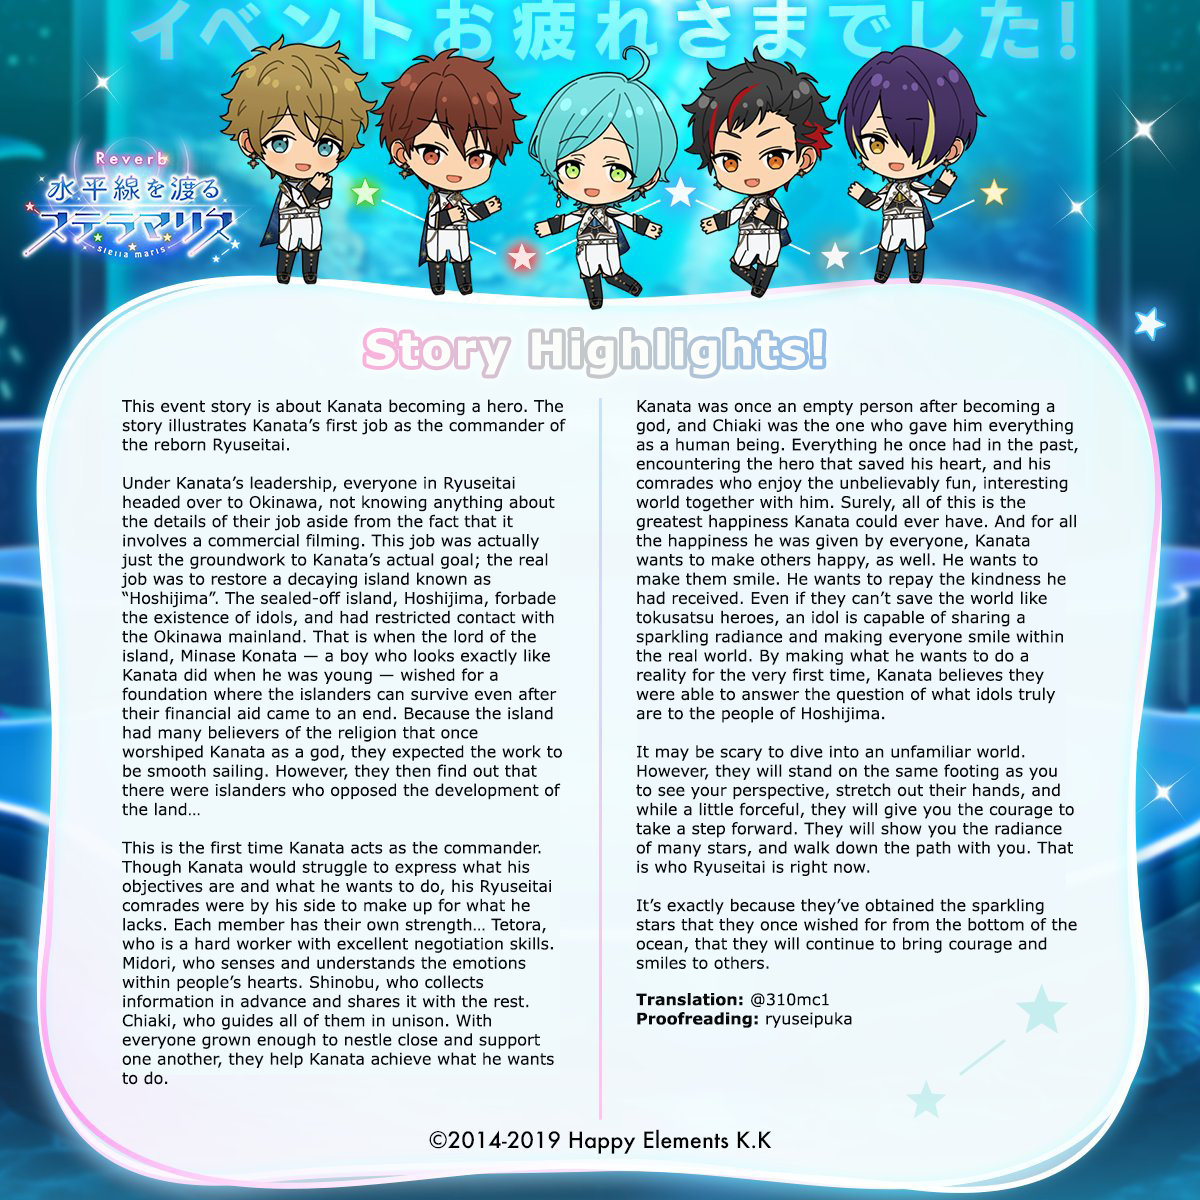 イベントお疲れさまでした!
Reverb
水平線を渡る
ステラマリス
stella maris
Story Highlights!
This event story is about Kanata becoming a hero. The
story illustrates Kanata’s first job as the commander of
the reborn Ryuseitai.
Under Kanata’s leadership, everyone in Ryuseitai
headed over to Okinawa, not knowing anything about
the details of their job aside from the fact that it
involves a commercial filming. This job was actually
just the groundwork to Kanata’s actual goal; the real
job was to restore a decaying island known as
“Hoshijima”. The sealed-off island, Hoshijima, forbade
the existence of idols, and had restricted contact with
the Okinawa mainland. That is when the lord of the
island, Minase Konata — a boy who looks exactly like
Kanata did when he was young — wished for a
foundation where the islanders can survive even after
their financial aid came to an end. Because the island
had many believers of the religion that once
worshiped Kanata as a god, they expected the work to
be smooth sailing. However, they then find out that
there were islanders who opposed the development of
the land…
This is the first time Kanata acts as the commander.
Though Kanata would struggle to express what his
objectives are and what he wants to do, his Ryuseitai
comrades were by his side to make up for what he
lacks. Each member has their own strength… Tetora,
who is a hard worker with excellent negotiation skills.
Midori, who senses and understands the emotions
within people’s hearts. Shinobu, who collects
information in advance and shares it with the rest.
Chiaki, who guides all of them in unison. With
everyone grown enough to nestle close and support
one another, they help Kanata achieve what he wants
to do.
Kanata was once an empty person after becoming a
god, and Chiaki was the one who gave him everything
as a human being. Everything he once had in the past,
encountering the hero that saved his heart, and his
comrades who enjoy the unbelievably fun, interesting
world together with him. Surely, all of this is the
greatest happiness Kanata could ever have. And for all
the happiness he was given by everyone, Kanata
wants to make others happy, as well. He wants to
make them smile. He wants to repay the kindness he
had received. Even if they can’t save the world like
tokusatsu heroes, an idol is capable of sharing a
sparkling radiance and making everyone smile within
the real world. By making what he wants to do a
reality for the very first time, Kanata believes they
were able to answer the question of what idols truly
are to the people of Hoshijima.
It may be scary to dive into an unfamiliar world.
However, they will stand on the same footing as you
to see your perspective, stretch out their hands, and
while a little forceful, they will give you the courage to
take a step forward. They will show you the radiance
of many stars, and walk down the path with you. That
is who Ryuseitai is right now.
It’s exactly because they’ve obtained the sparkling
stars that they once wished for from the bottom of the
ocean, that they will continue to bring courage and
smiles to others.
Translation: @310mc1
Proofreading: ryuseipuka
©2014-2019 Happy Elements K.K